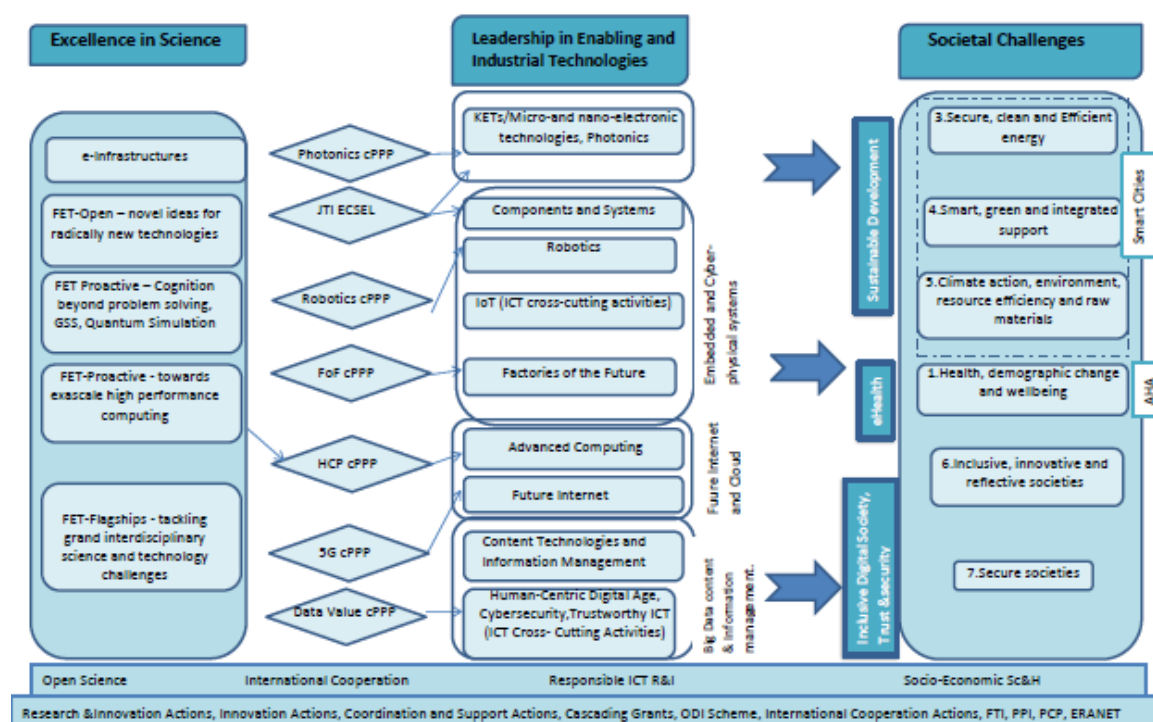 Excellence in Science
Leadership in Enabling and
Industrial Technologies
Societal Challenges
e-Infrastructures
FET-Open – novel ideas for
radically new technologies
FET Proactive – Cognition
beyond problem solving,
GSS, Quantum Simulation
FET-Proactive - towards
exascale high performance
computing
FET-Flagships - tackling
grand interdisciplinary
science and technology
challenges
Photonics cPPP
JTI ECSEL
Robotics cPPP
FoF cPPP
HCP cPPP
5G cPPP
Data Value cPPP
KETs/Micro-and nano-electronic
technologies, Photonics
Components and Systems
Robotics
IoT (ICT cross-cutting activities)
Factories of the Future
Advanced Computing
Future Internet
Content Technologies and
Information Management
Human-Centric Digital Age,
Cybersecurity,Trustworthy ICT
(ICT Cross- Cutting Activities)
Embedded and Cyber-
physical systems
Fuure Internet
and Cloud
Big Data content
& Information
management.
Sustainable Development
eHealth
Inclusive Digital Society,
Trust &security
3.Secure, clean and Efficient
energy
4.Smart, green and integrated
support
5.Climate action, environment,
resource efficiency and raw
materials
1.Health, demographic change
and wellbeing
6.Inclusive, innovative and
reflective societies
7.Secure societies
Smart Cities
AHA
Open Science
International Cooperation
Responsible ICT R&I
Socio-Economic Sc&H
Research &Innovation Actions, Innovation Actions, Coordination and Support Actions, Cascading Grants, ODI Scheme, International Cooperation Actions, FTI, PPI, PCP, ERANET